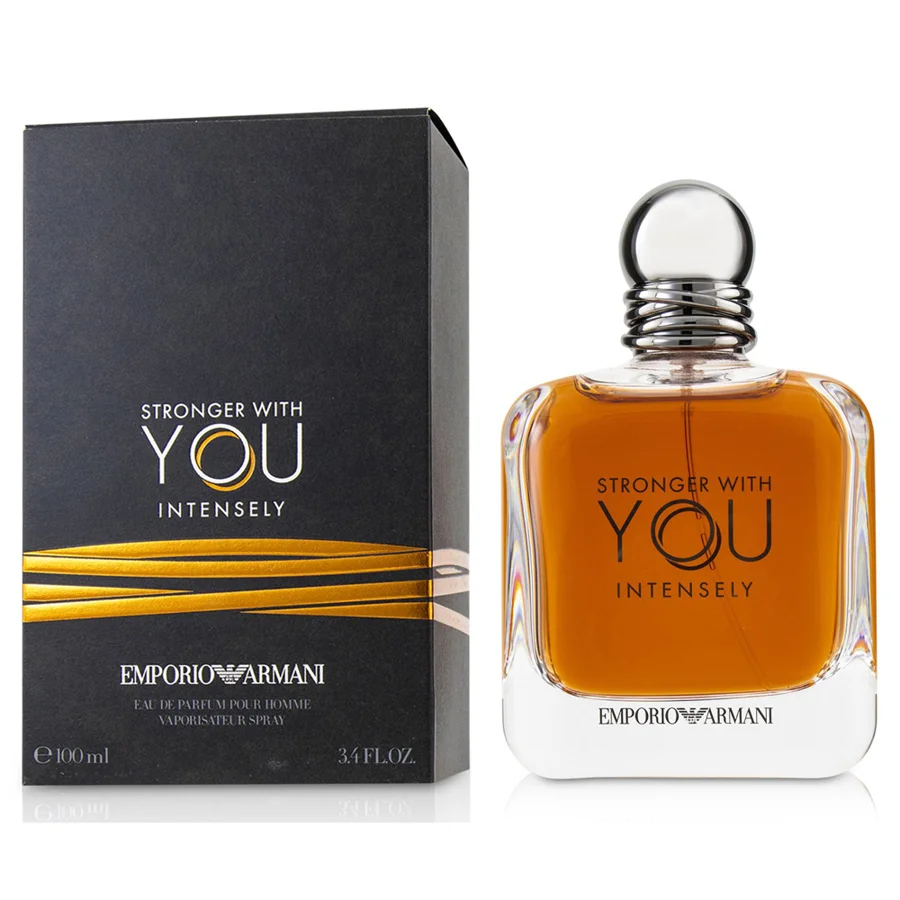 STRONGER WITH
YOU
INTENSELY
EMPORIO ARMANI
EAU DE PARFUM POUR HOMME
VAPORISATEUR SPRAY
℮ 100 ml 3.4 FL.OZ.
STRONGER WITH
YOU
INTENSELY
EMPORIO ARMANI